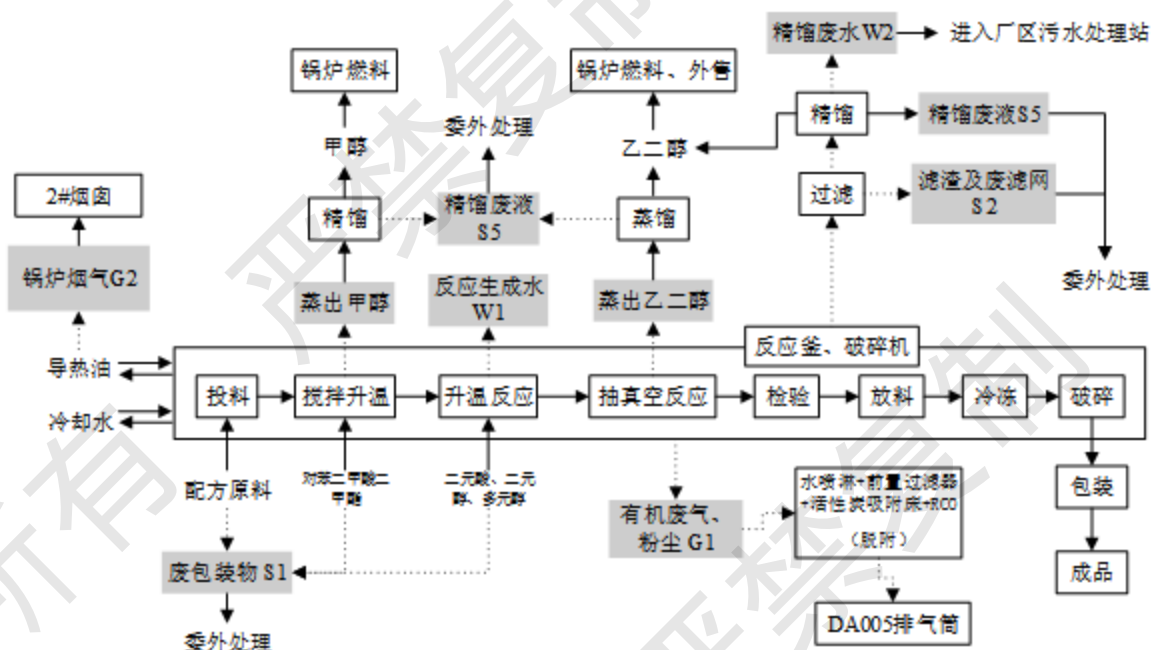 精馏废水W2
进入厂区污水处理站
锅炉燃料
锅炉燃料、外售
精馏
精馏废液S5
委外处理
甲醇
乙二醇
2#烟囱
过滤
滤渣及废滤网
S2
精馏
精馏废液
S5
蒸馏
锅炉烟气G2
蒸出甲醇
反应生成水
W1
蒸出乙二醇
委外处理
反应釜、破碎机
导热油
投料
搅拌升温
升温反应
抽真空反应
检验
放料
冷冻
破碎
冷却水
配方原料
对苯二甲酸二
甲酯
二元酸、二元
醇、多元醇
水喷淋+前置过滤器
+活性炭吸附床+RCO
(脱附)
包装
有机废气、
粉尘G1
废包装物S1
成品
DA005排气筒
委外处理
严禁复制
所有
严禁复制